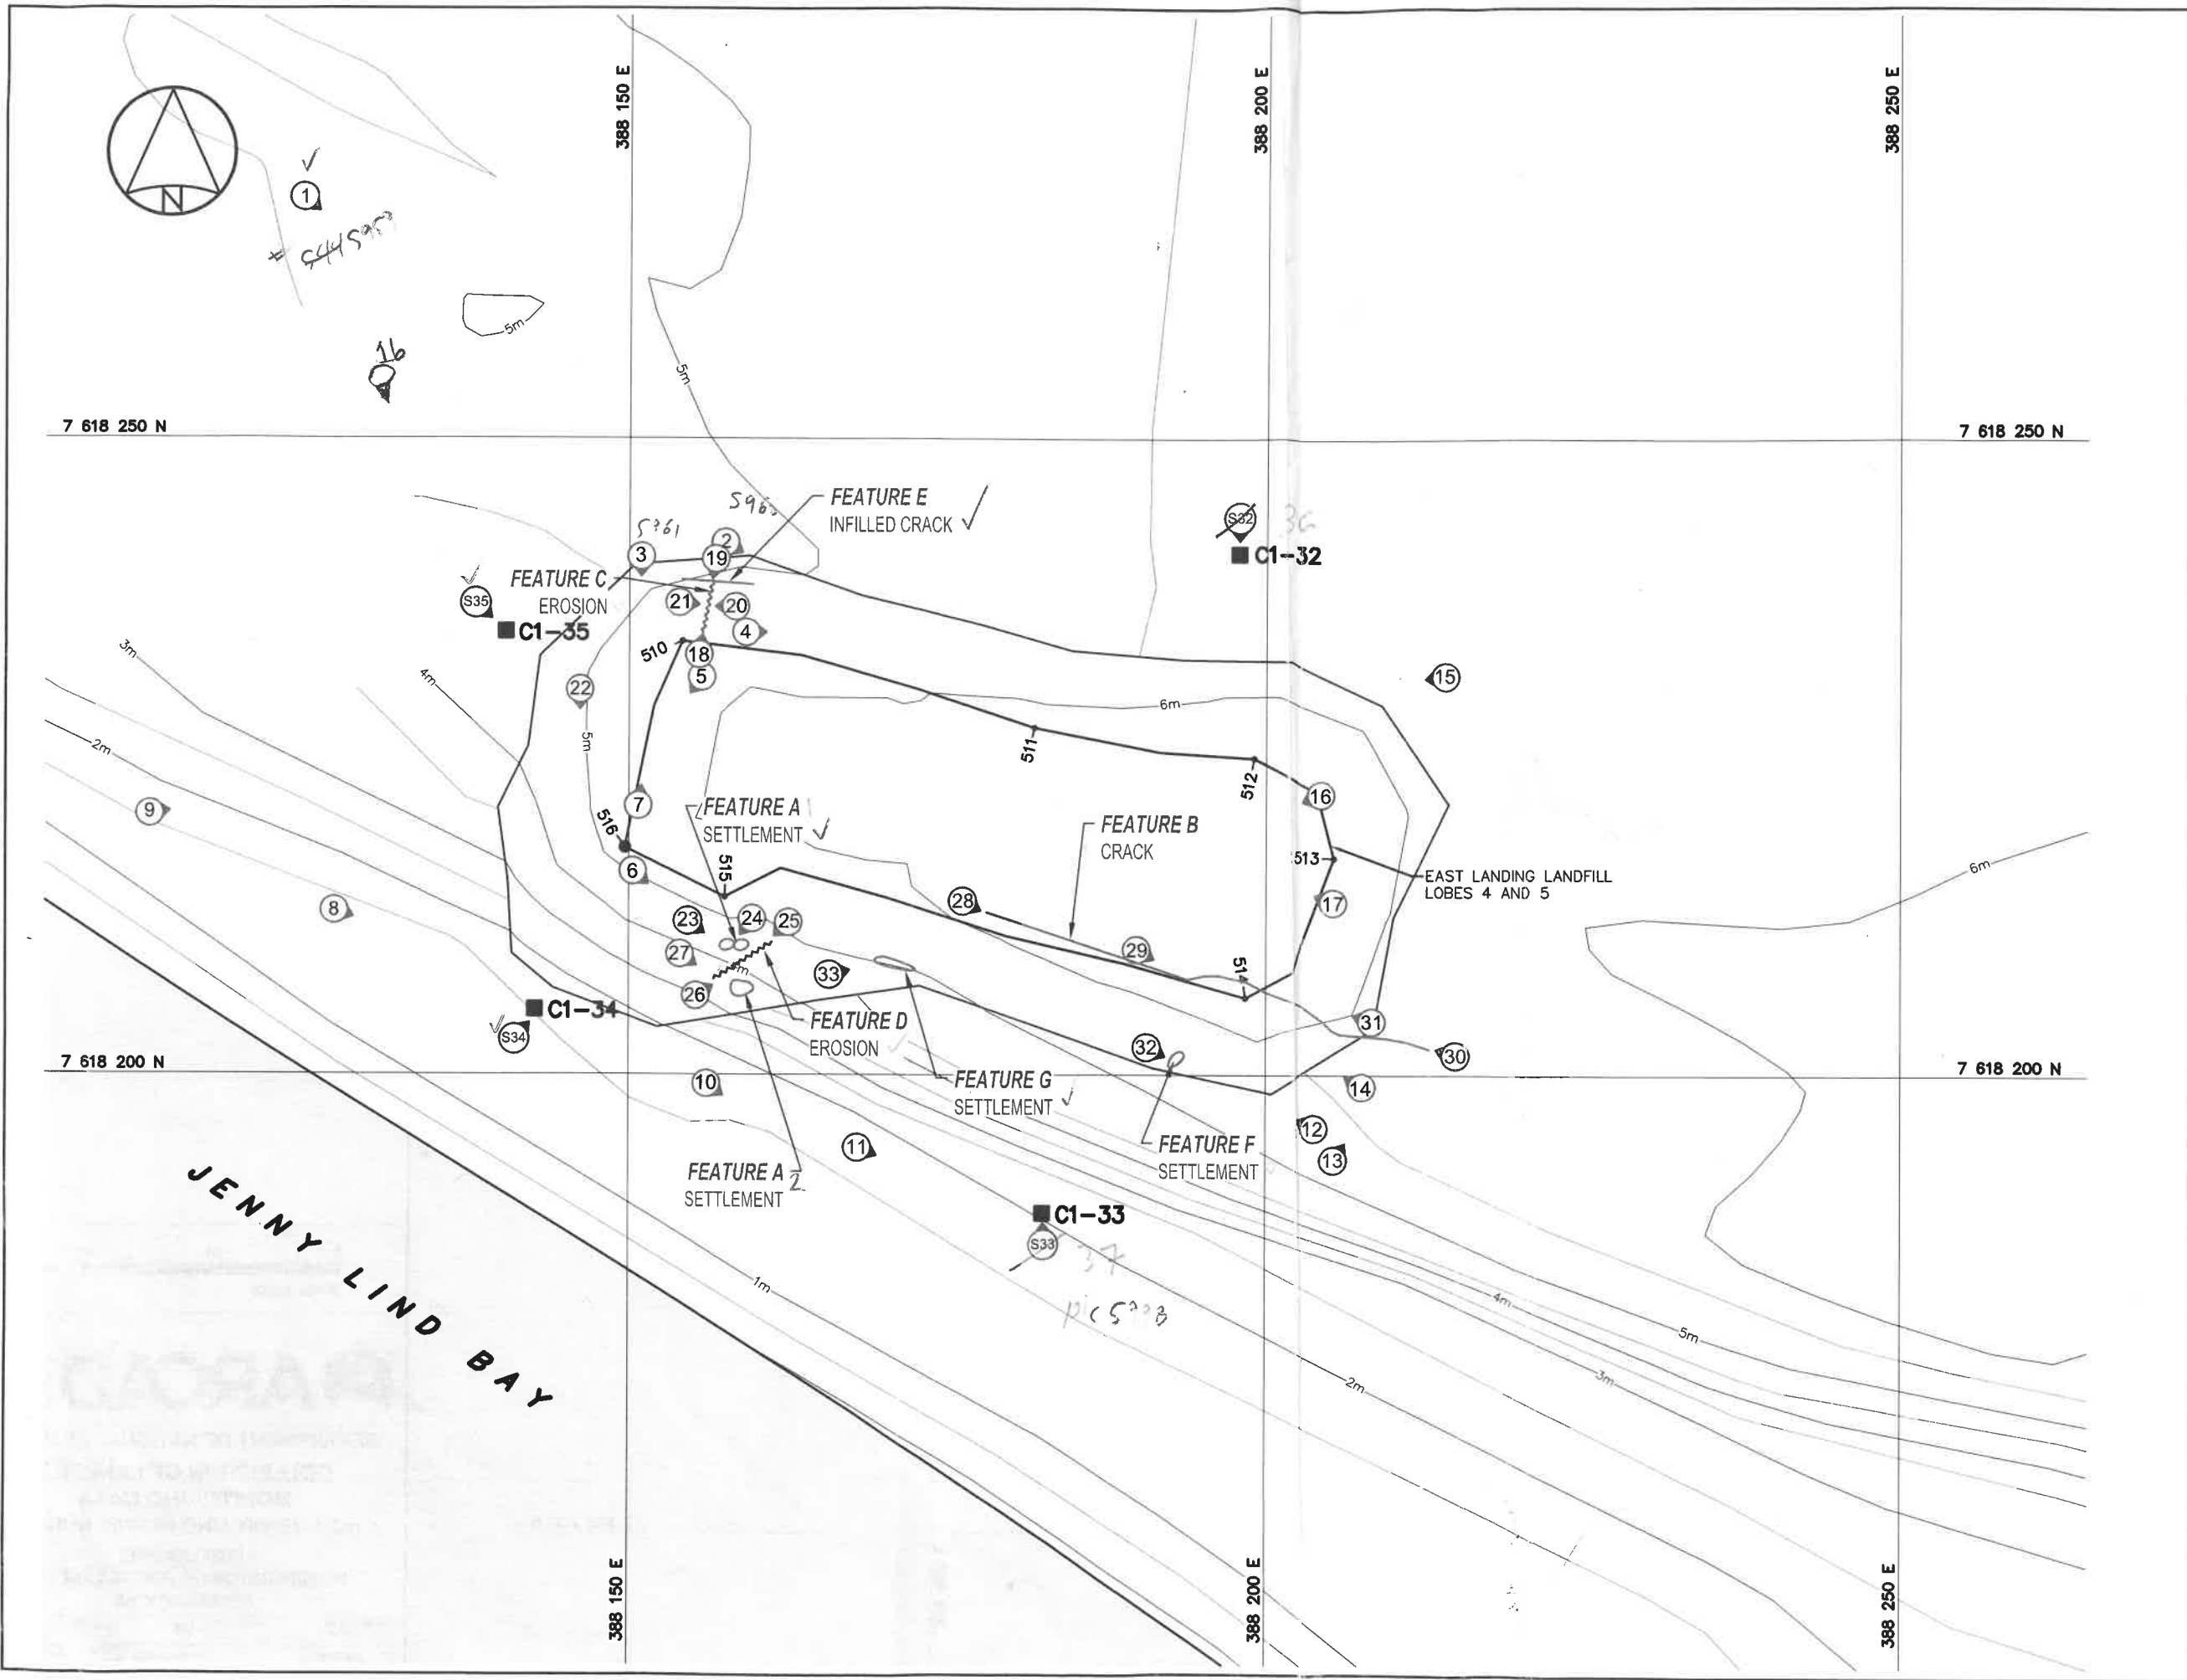 388 150 E
388 200 E
388 250 E
N
✓
1
5m
16
5m
7 618 250 N
7 618 250 N
FEATURE E
INFILLED CRACK ✓
S32
36
C1-32
3
2
19
FEATURE C
EROSION
✓
S35
C1-35
21
20
4
510
18
5
15
3m
4m
22
6m
5m
511
2m
512
16
7
9
516
FEATURE A 1
SETTLEMENT ✓
FEATURE B
CRACK
515
513
6
EAST LANDING LANDFILL
LOBES 4 AND 5
6m
28
17
8
23
24
25
27
29
514
33
26
C1-34
✓
S34
FEATURE D
EROSION ✓
31
32
30
7 618 200 N
7 618 200 N
10
FEATURE G
SETTLEMENT ✓
14
12
11
FEATURE F
SETTLEMENT
13
FEATURE A 2
SETTLEMENT
C1-33
S33
37
JENNY LIND BAY
1m
4m
5m
3m
2m
388 150 E
388 200 E
388 250 E